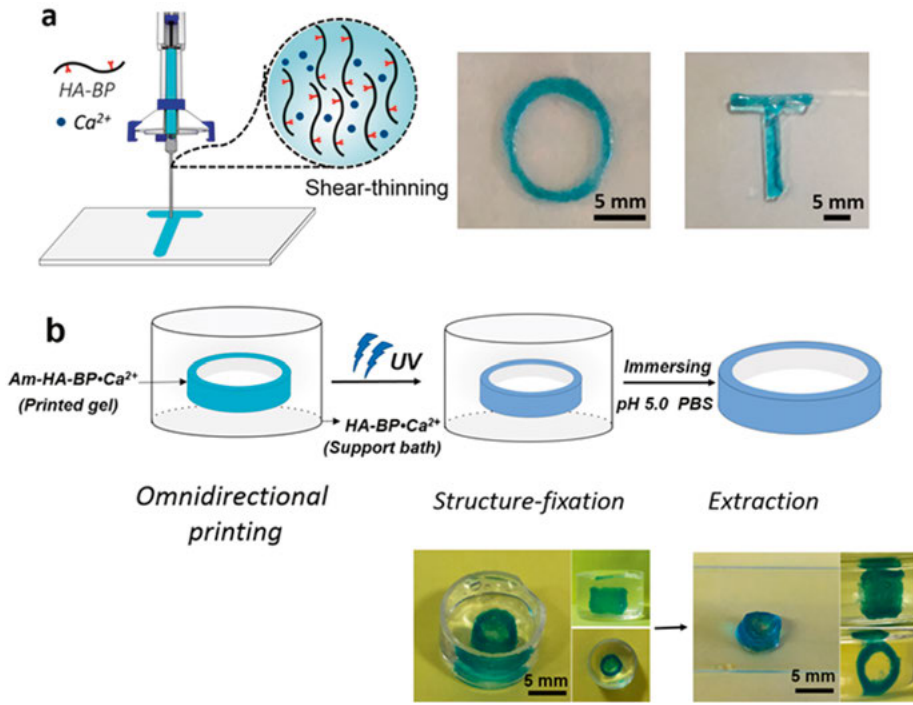 a
HA-BP
Ca²⁺
Shear-thinning
5 mm
5 mm
b
Am-HA-BP•Ca²⁺
(Printed gel)
UV
HA-BP•Ca²⁺
(Support bath)
Immersing
pH 5.0 PBS
Omnidirectional
printing
Structure-fixation
Extraction
5 mm
5 mm